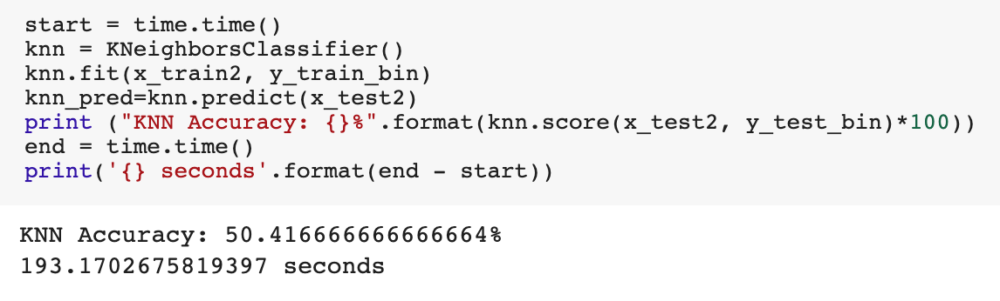 start = time.time()
knn = KNeighborsClassifier()
knn.fit(x_train2, y_train_bin)
knn_pred=knn.predict(x_test2)
print ("KNN Accuracy: {}%".format(knn.score(x_test2, y_test_bin)*100))
end = time.time()
print('{} seconds'.format(end - start))
KNN Accuracy: 50.416666666666664%
193.1702675819397 seconds